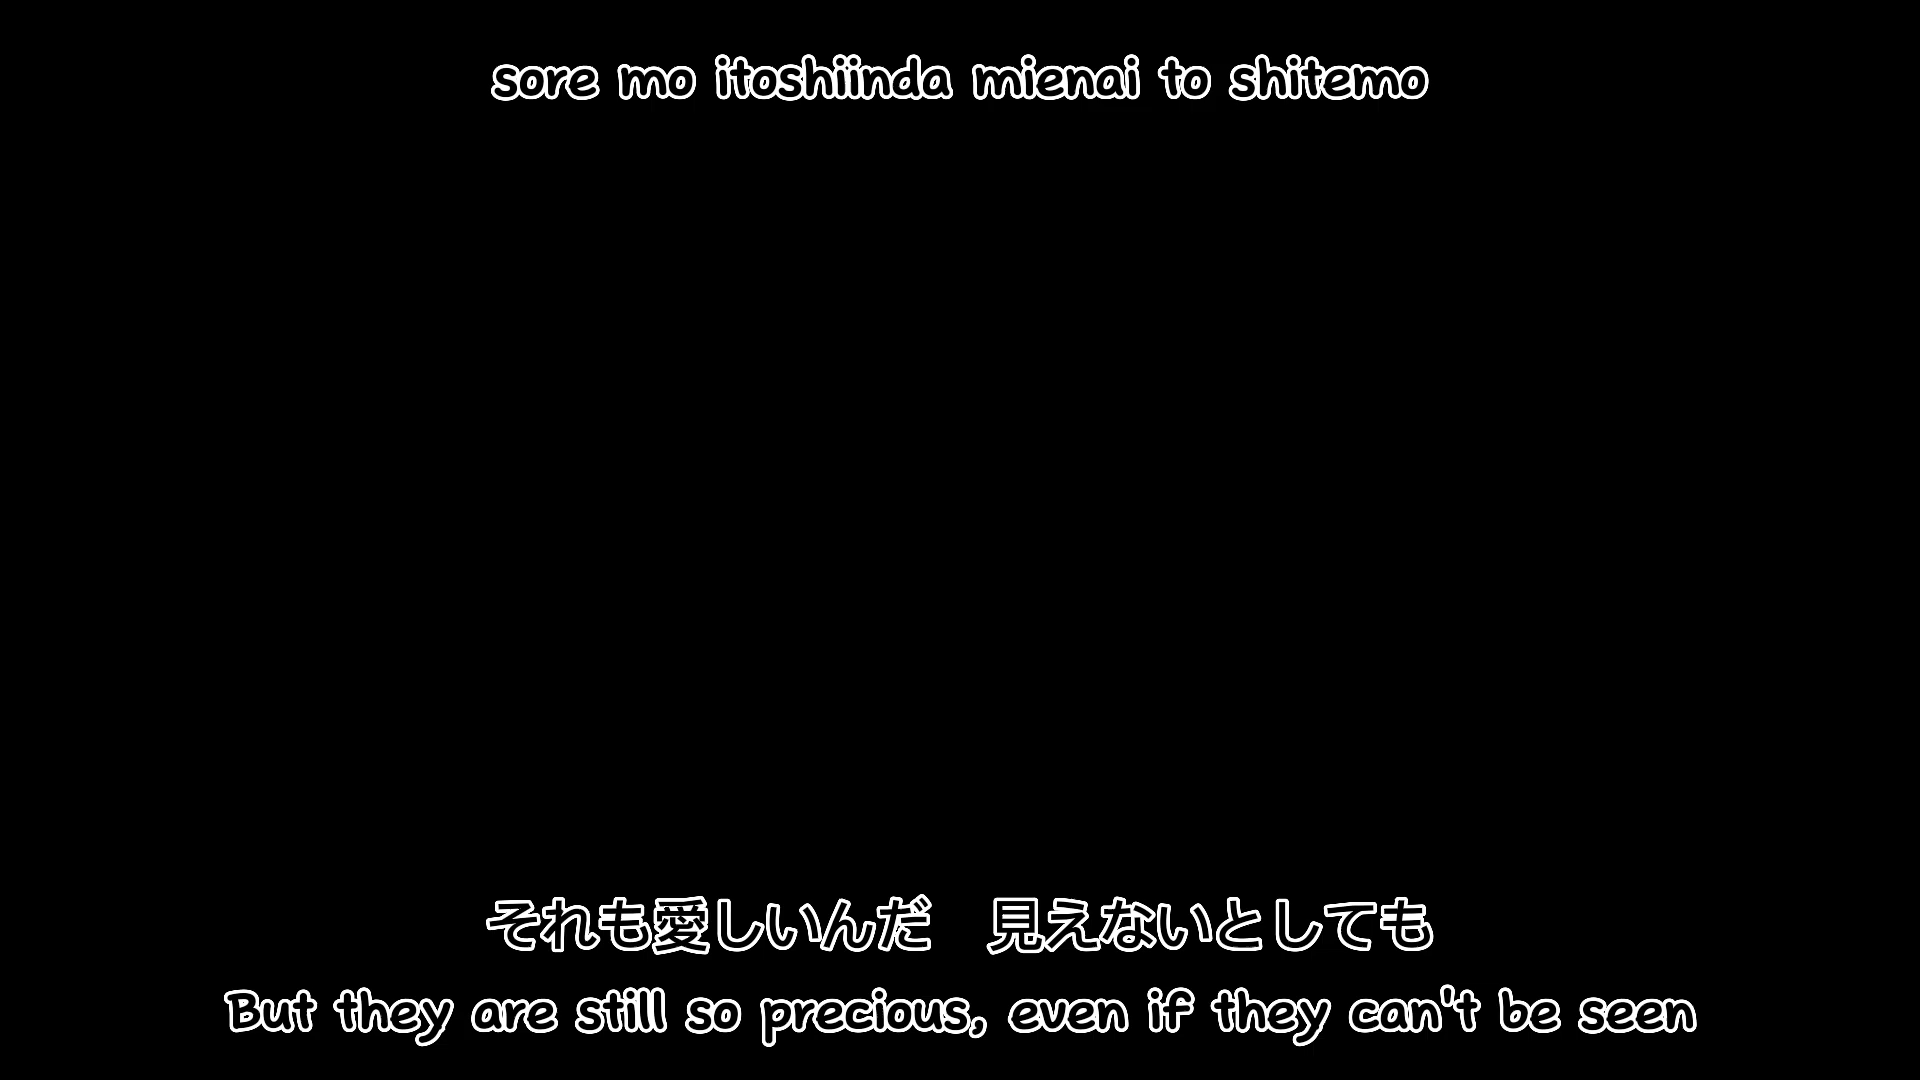 sore mo itoshiinda mienai to shitemo
それも愛しいんだ　見えないとしても
But they are still so precious, even if they can't be seen